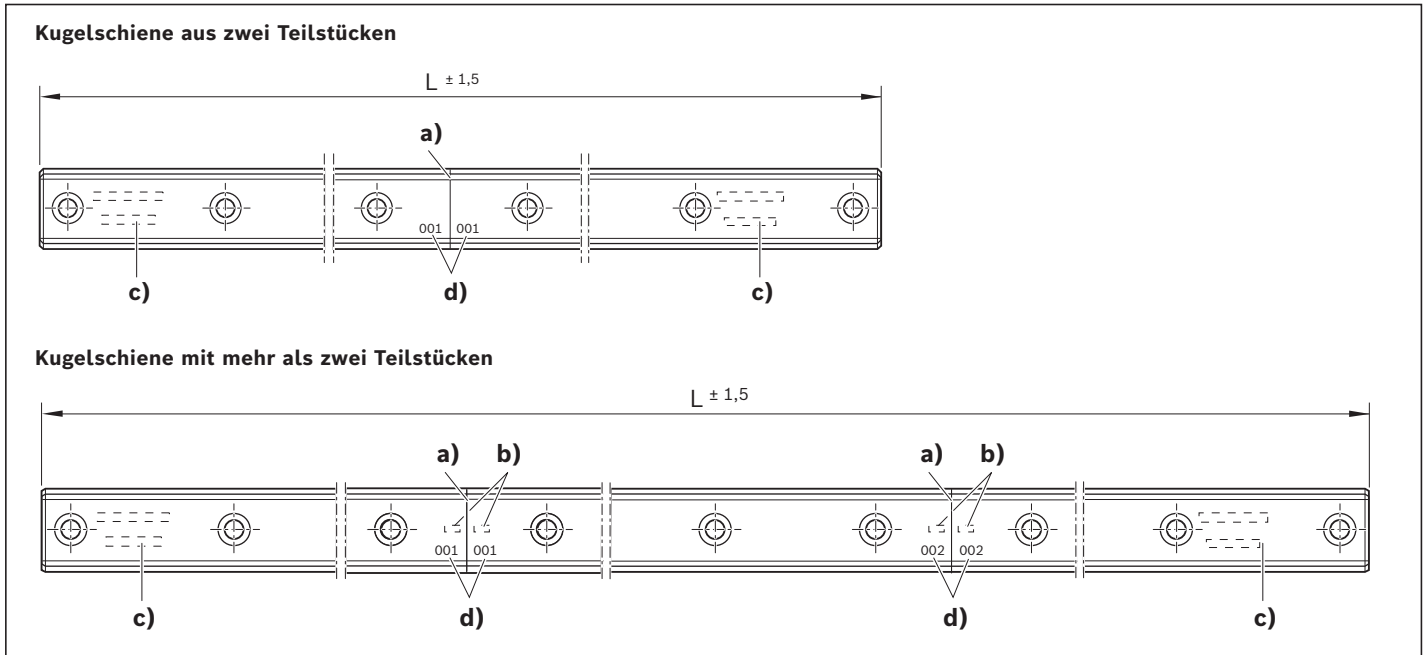 Kugelschiene aus zwei Teilstücken
L ± 1,5
a)
001 001
c) d) c)
Kugelschiene mit mehr als zwei Teilstücken
L ± 1,5
a) b) a) b)
001 001 002 002
c) d) d) c)